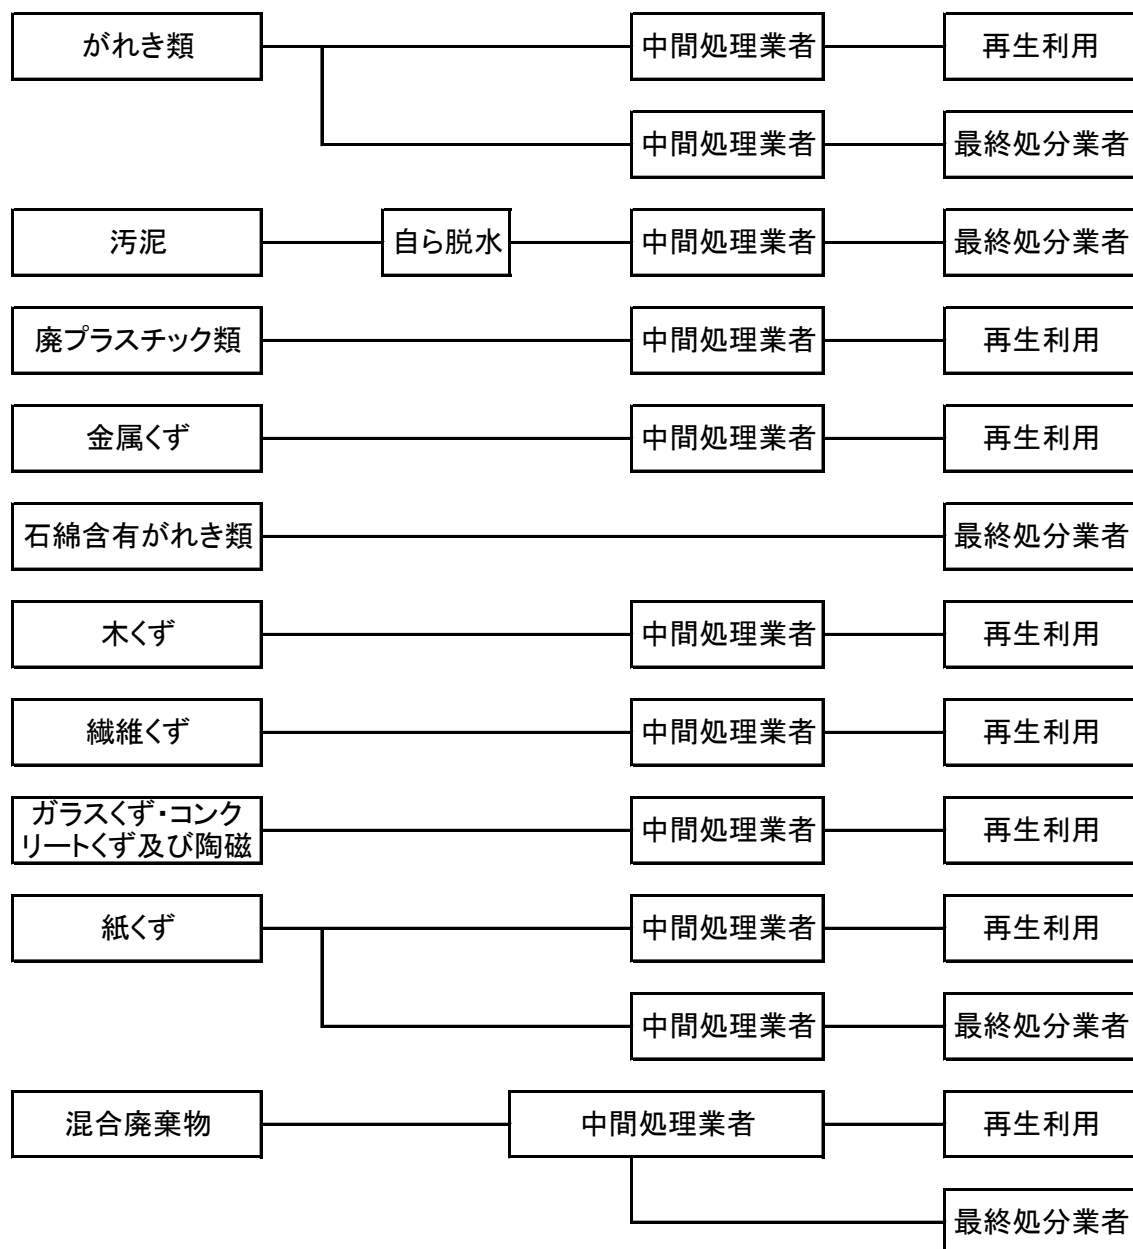 がれき類
中間処理業者
再生利用
中間処理業者
最終処分業者
汚泥
自ら脱水
中間処理業者
最終処分業者
廃プラスチック類
中間処理業者
再生利用
金属くず
中間処理業者
再生利用
石綿含有がれき類
最終処分業者
木くず
中間処理業者
再生利用
繊維くず
中間処理業者
再生利用
ガラスくず・コンク
リートくず及び陶磁
中間処理業者
再生利用
紙くず
中間処理業者
再生利用
中間処理業者
最終処分業者
混合廃棄物
中間処理業者
再生利用
最終処分業者